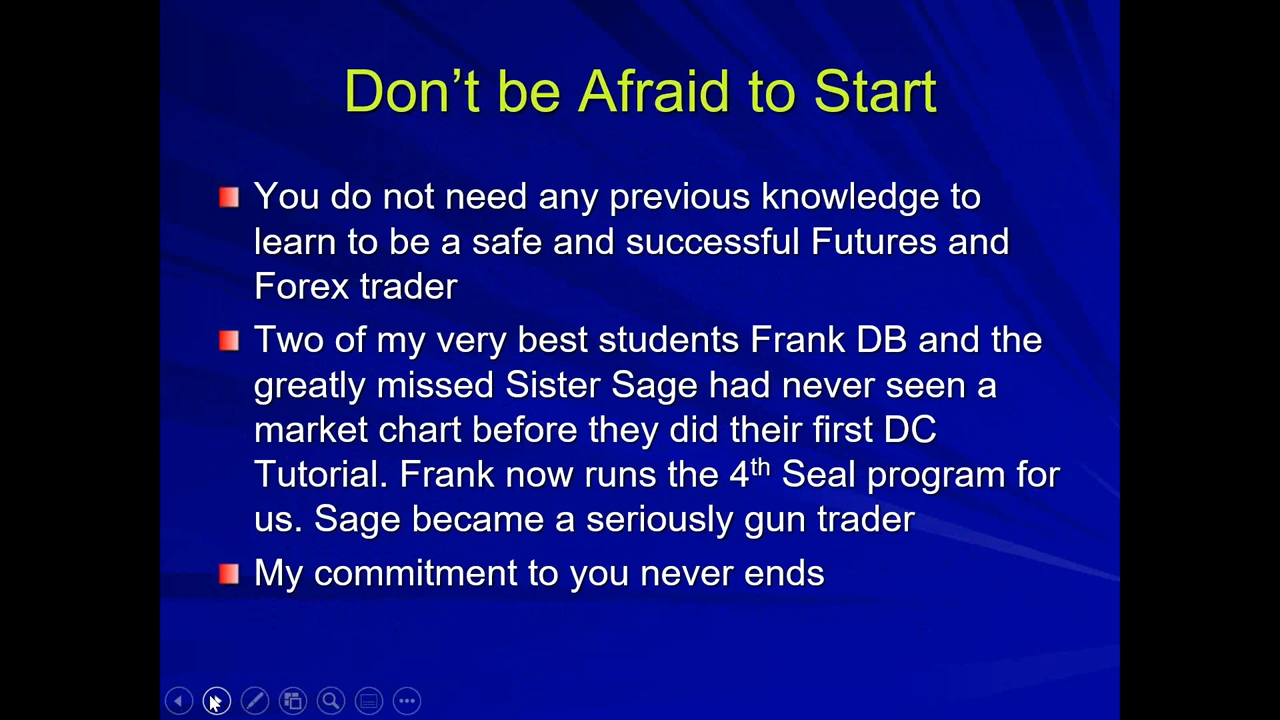 Don’t be Afraid to Start
You do not need any previous knowledge to
learn to be a safe and successful Futures and
Forex trader
Two of my very best students Frank DB and the
greatly missed Sister Sage had never seen a
market chart before they did their first DC
Tutorial. Frank now runs the 4th Seal program for
us. Sage became a seriously gun trader
My commitment to you never ends